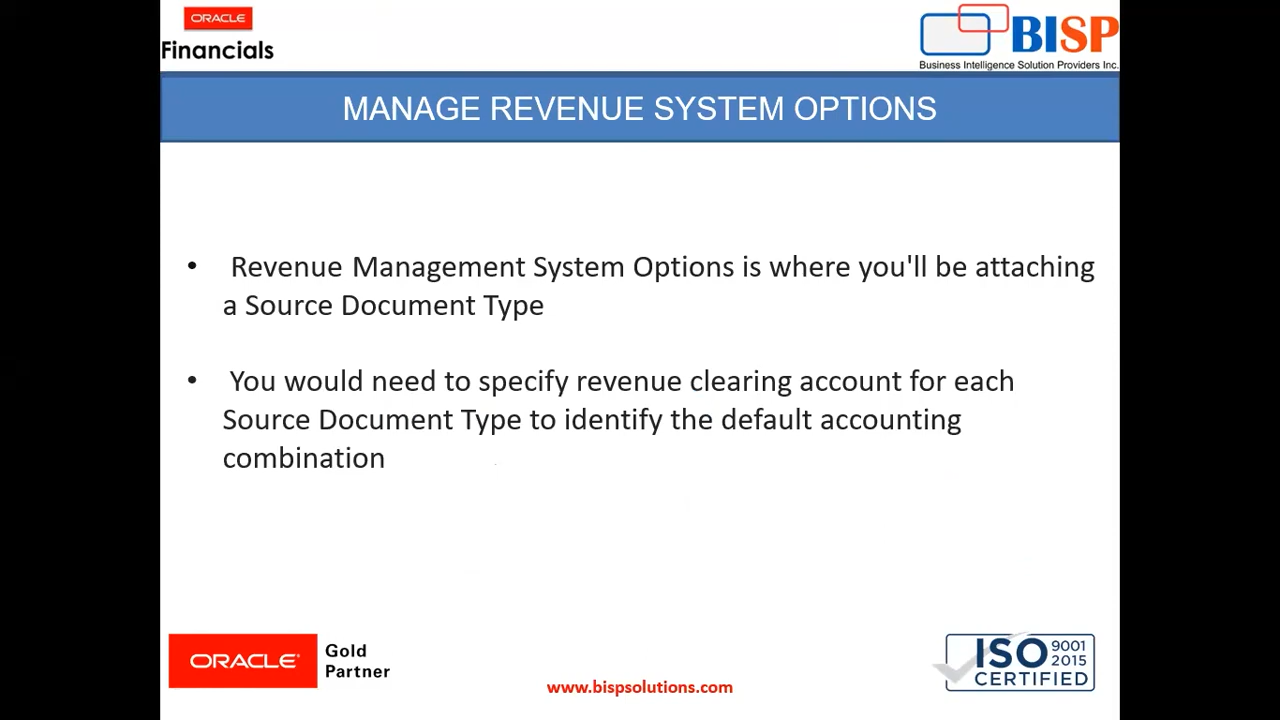 ORACLE
Financials
BISP
Business Intelligence Solution Providers Inc.
MANAGE REVENUE SYSTEM OPTIONS
• Revenue Management System Options is where you'll be attaching
a Source Document Type
• You would need to specify revenue clearing account for each
Source Document Type to identify the default accounting
combination
ORACLE®
Gold
Partner
www.bispsolutions.com
ISO 9001
2015
CERTIFIED